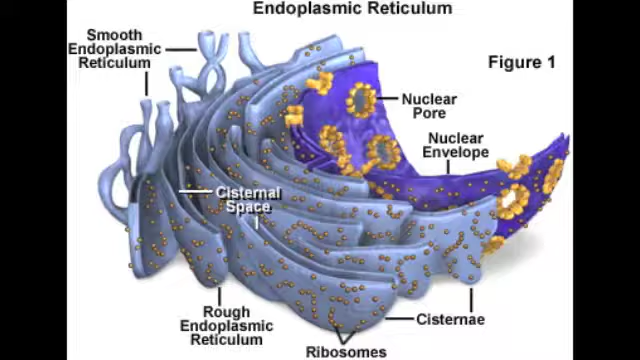 Endoplasmic Reticulum
Smooth
Endoplasmic
Reticulum
Figure 1
Nuclear
Pore
Nuclear
Envelope
Cisternal
Space
Rough
Endoplasmic
Reticulum
Cisternae
Ribosomes